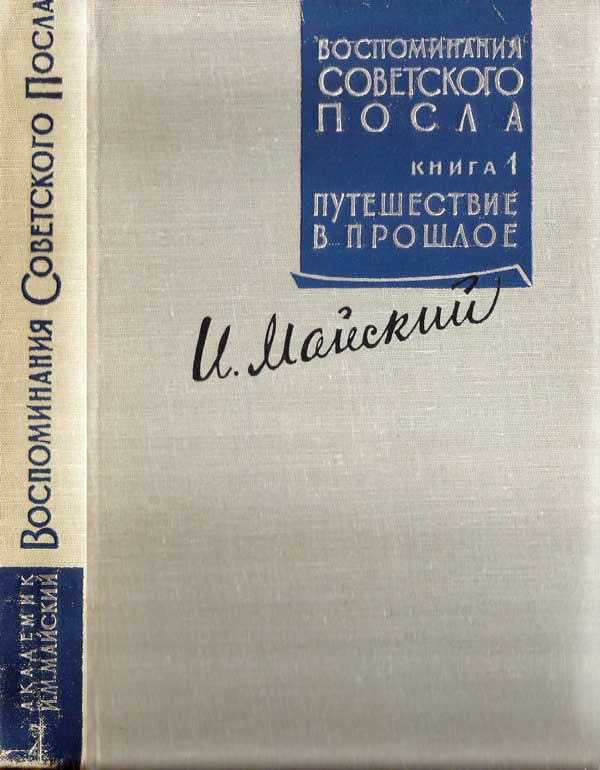 ВОСПОМИНАНИЯ
СОВЕТСКОГО
ПОСЛА
КНИГА 1
ПУТЕШЕСТВИЕ
В ПРОШЛОЕ
И. Майский
Воспоминания Советского Посла
АКАДЕМИК
И.М.МАЙСКИЙ